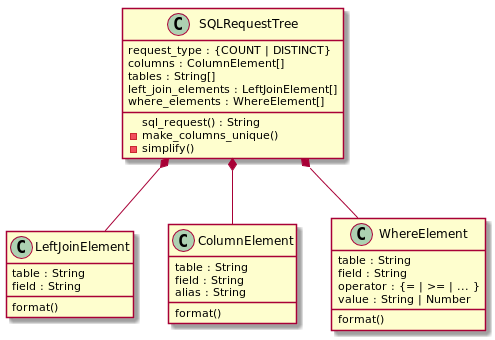 C SQLRequestTree
request_type : {COUNT | DISTINCT}
columns : ColumnElement[]
tables : String[]
left_join_elements : LeftJoinElement[]
where_elements : WhereElement[]
sql_request() : String
make_columns_unique()
simplify()
C LeftJoinElement
table : String
field : String
format()
C ColumnElement
table : String
field : String
alias : String
format()
C WhereElement
table : String
field : String
operator : {= | >= | ... }
value : String | Number
format()